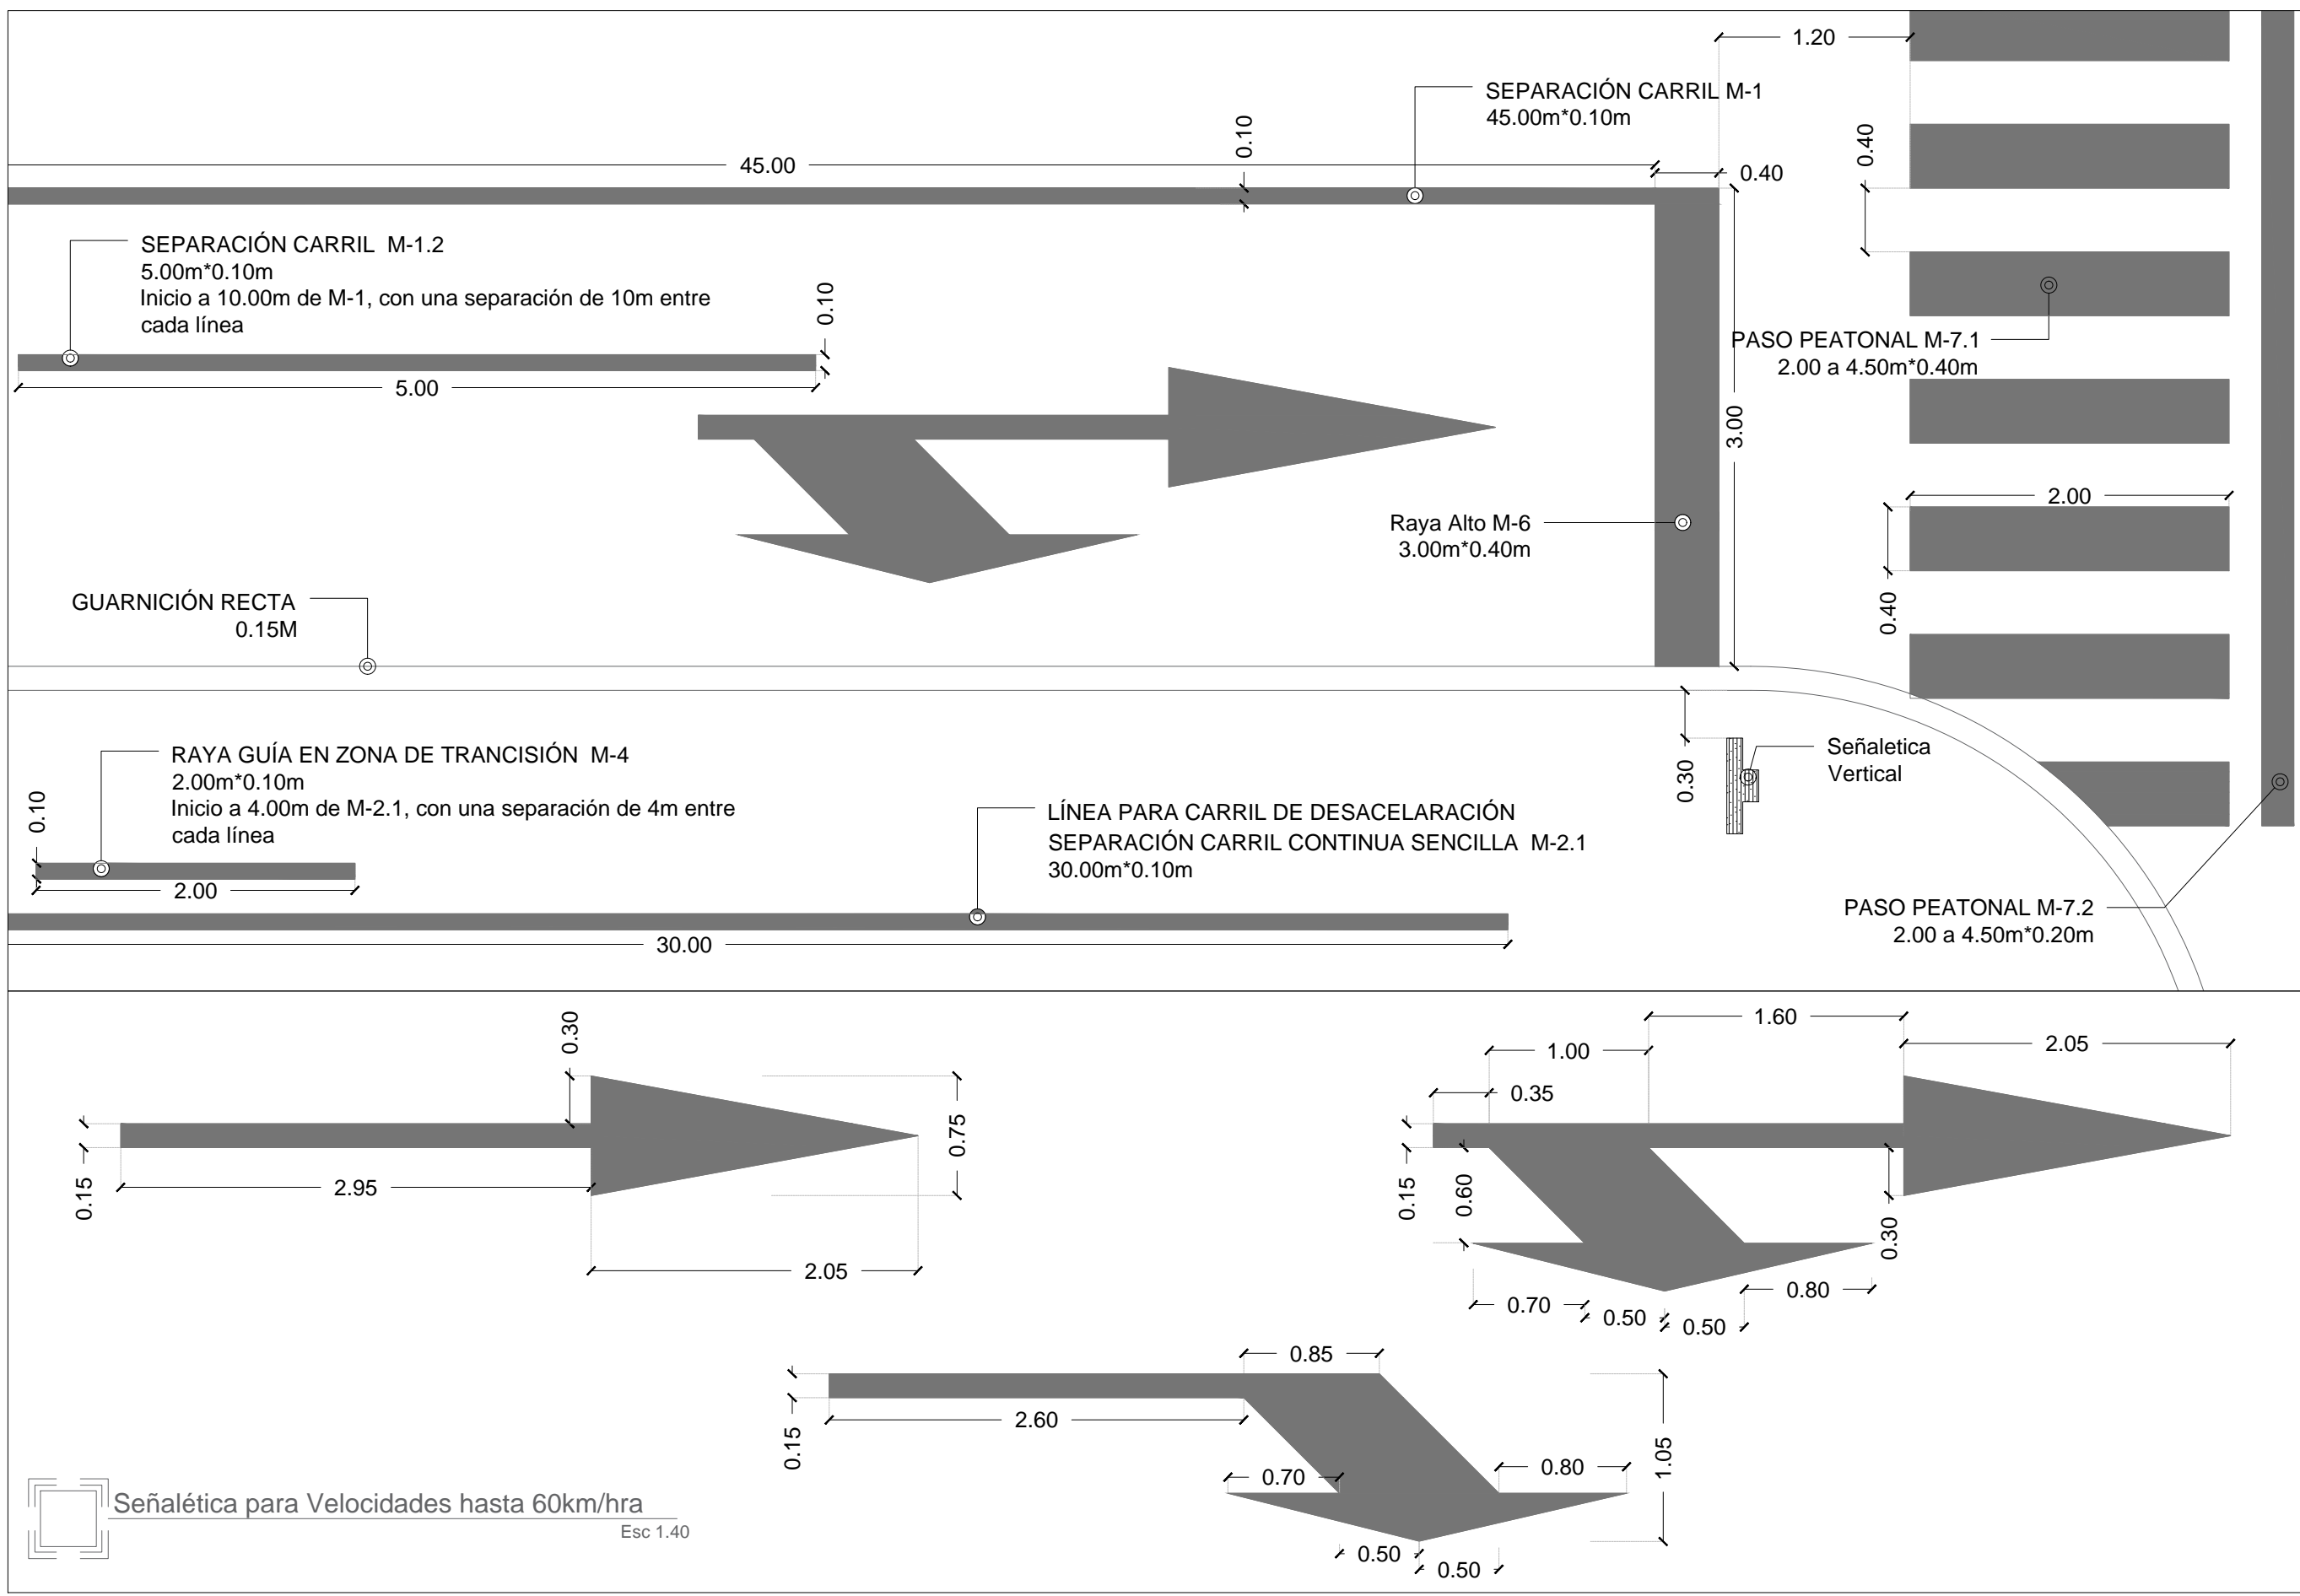 1.20
SEPARACIÓN CARRIL M-1
45.00m*0.10m
0.10
0.40
45.00
0.40
SEPARACIÓN CARRIL  M-1.2
5.00m*0.10m
Inicio a 10.00m de M-1, con una separación de 10m entre
cada línea
0.10
5.00
PASO PEATONAL M-7.1
2.00 a 4.50m*0.40m
3.00
2.00
Raya Alto M-6
3.00m*0.40m
0.40
GUARNICIÓN RECTA
0.15M
RAYA GUÍA EN ZONA DE TRANCISIÓN  M-4
2.00m*0.10m
Inicio a 4.00m de M-2.1, con una separación de 4m entre
cada línea
0.10
2.00
LÍNEA PARA CARRIL DE DESACELARACIÓN
SEPARACIÓN CARRIL CONTINUA SENCILLA  M-2.1
30.00m*0.10m
30.00
0.30
Señaletica
Vertical
PASO PEATONAL M-7.2
2.00 a 4.50m*0.20m
0.30
0.75
0.15
2.95
2.05
1.60
1.00
2.05
0.35
0.15
0.60
0.30
0.80
0.70
0.50
0.50
0.85
2.60
0.15
0.70
0.80
1.05
0.50
0.50
Señalética para Velocidades hasta 60km/hra
Esc 1.40